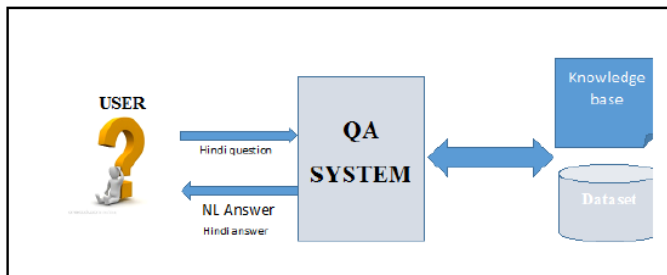 USER
Hindi question
NL Answer
Hindi answer
QA
SYSTEM
Knowledge
base
Dataset